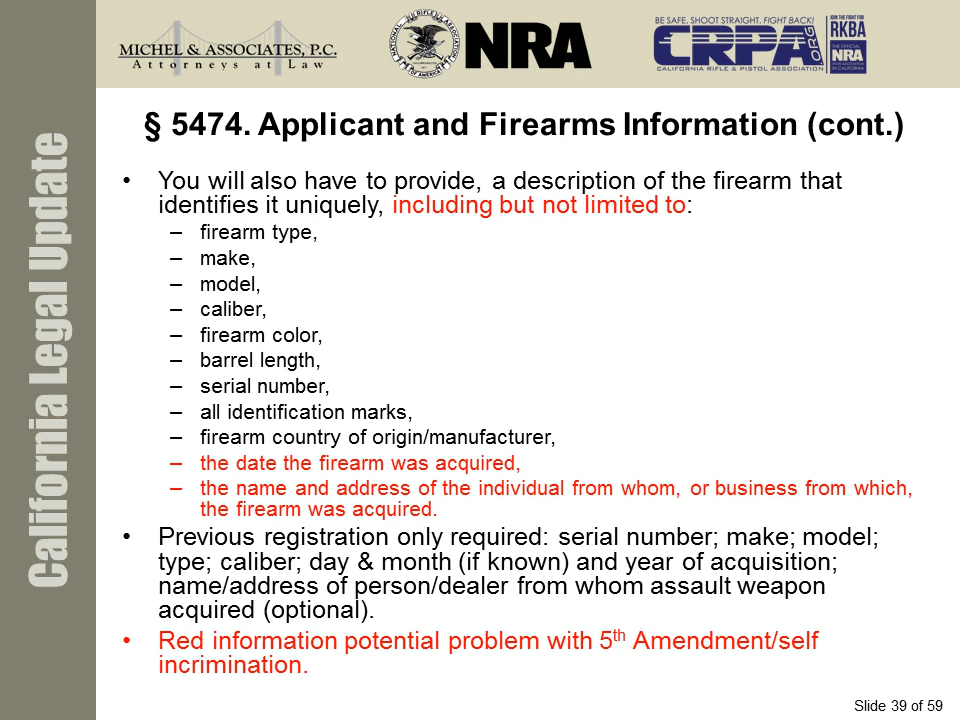 MICHEL & ASSOCIATES, P.C.
Attorneys at Law
NATIONAL RIFLE ASSOCIATION
OF AMERICA
NRA
BE SAFE. SHOOT STRAIGHT. FIGHT BACK!
CRPA.ORG
CALIFORNIA RIFLE & PISTOL ASSOCIATION
JOIN THE FIGHT FOR
RKBA
THE OFFICIAL
NRA
STATE ASSOCIATION
IN CALIFORNIA
California Legal Update
§ 5474. Applicant and Firearms Information (cont.)
• You will also have to provide, a description of the firearm that
identifies it uniquely, including but not limited to:
– firearm type,
– make,
– model,
– caliber,
– firearm color,
– barrel length,
– serial number,
– all identification marks,
– firearm country of origin/manufacturer,
– the date the firearm was acquired,
– the name and address of the individual from whom, or business from which,
the firearm was acquired.
• Previous registration only required: serial number; make; model;
type; caliber; day & month (if known) and year of acquisition;
name/address of person/dealer from whom assault weapon
acquired (optional).
• Red information potential problem with 5th Amendment/self
incrimination.
Slide 39 of 59